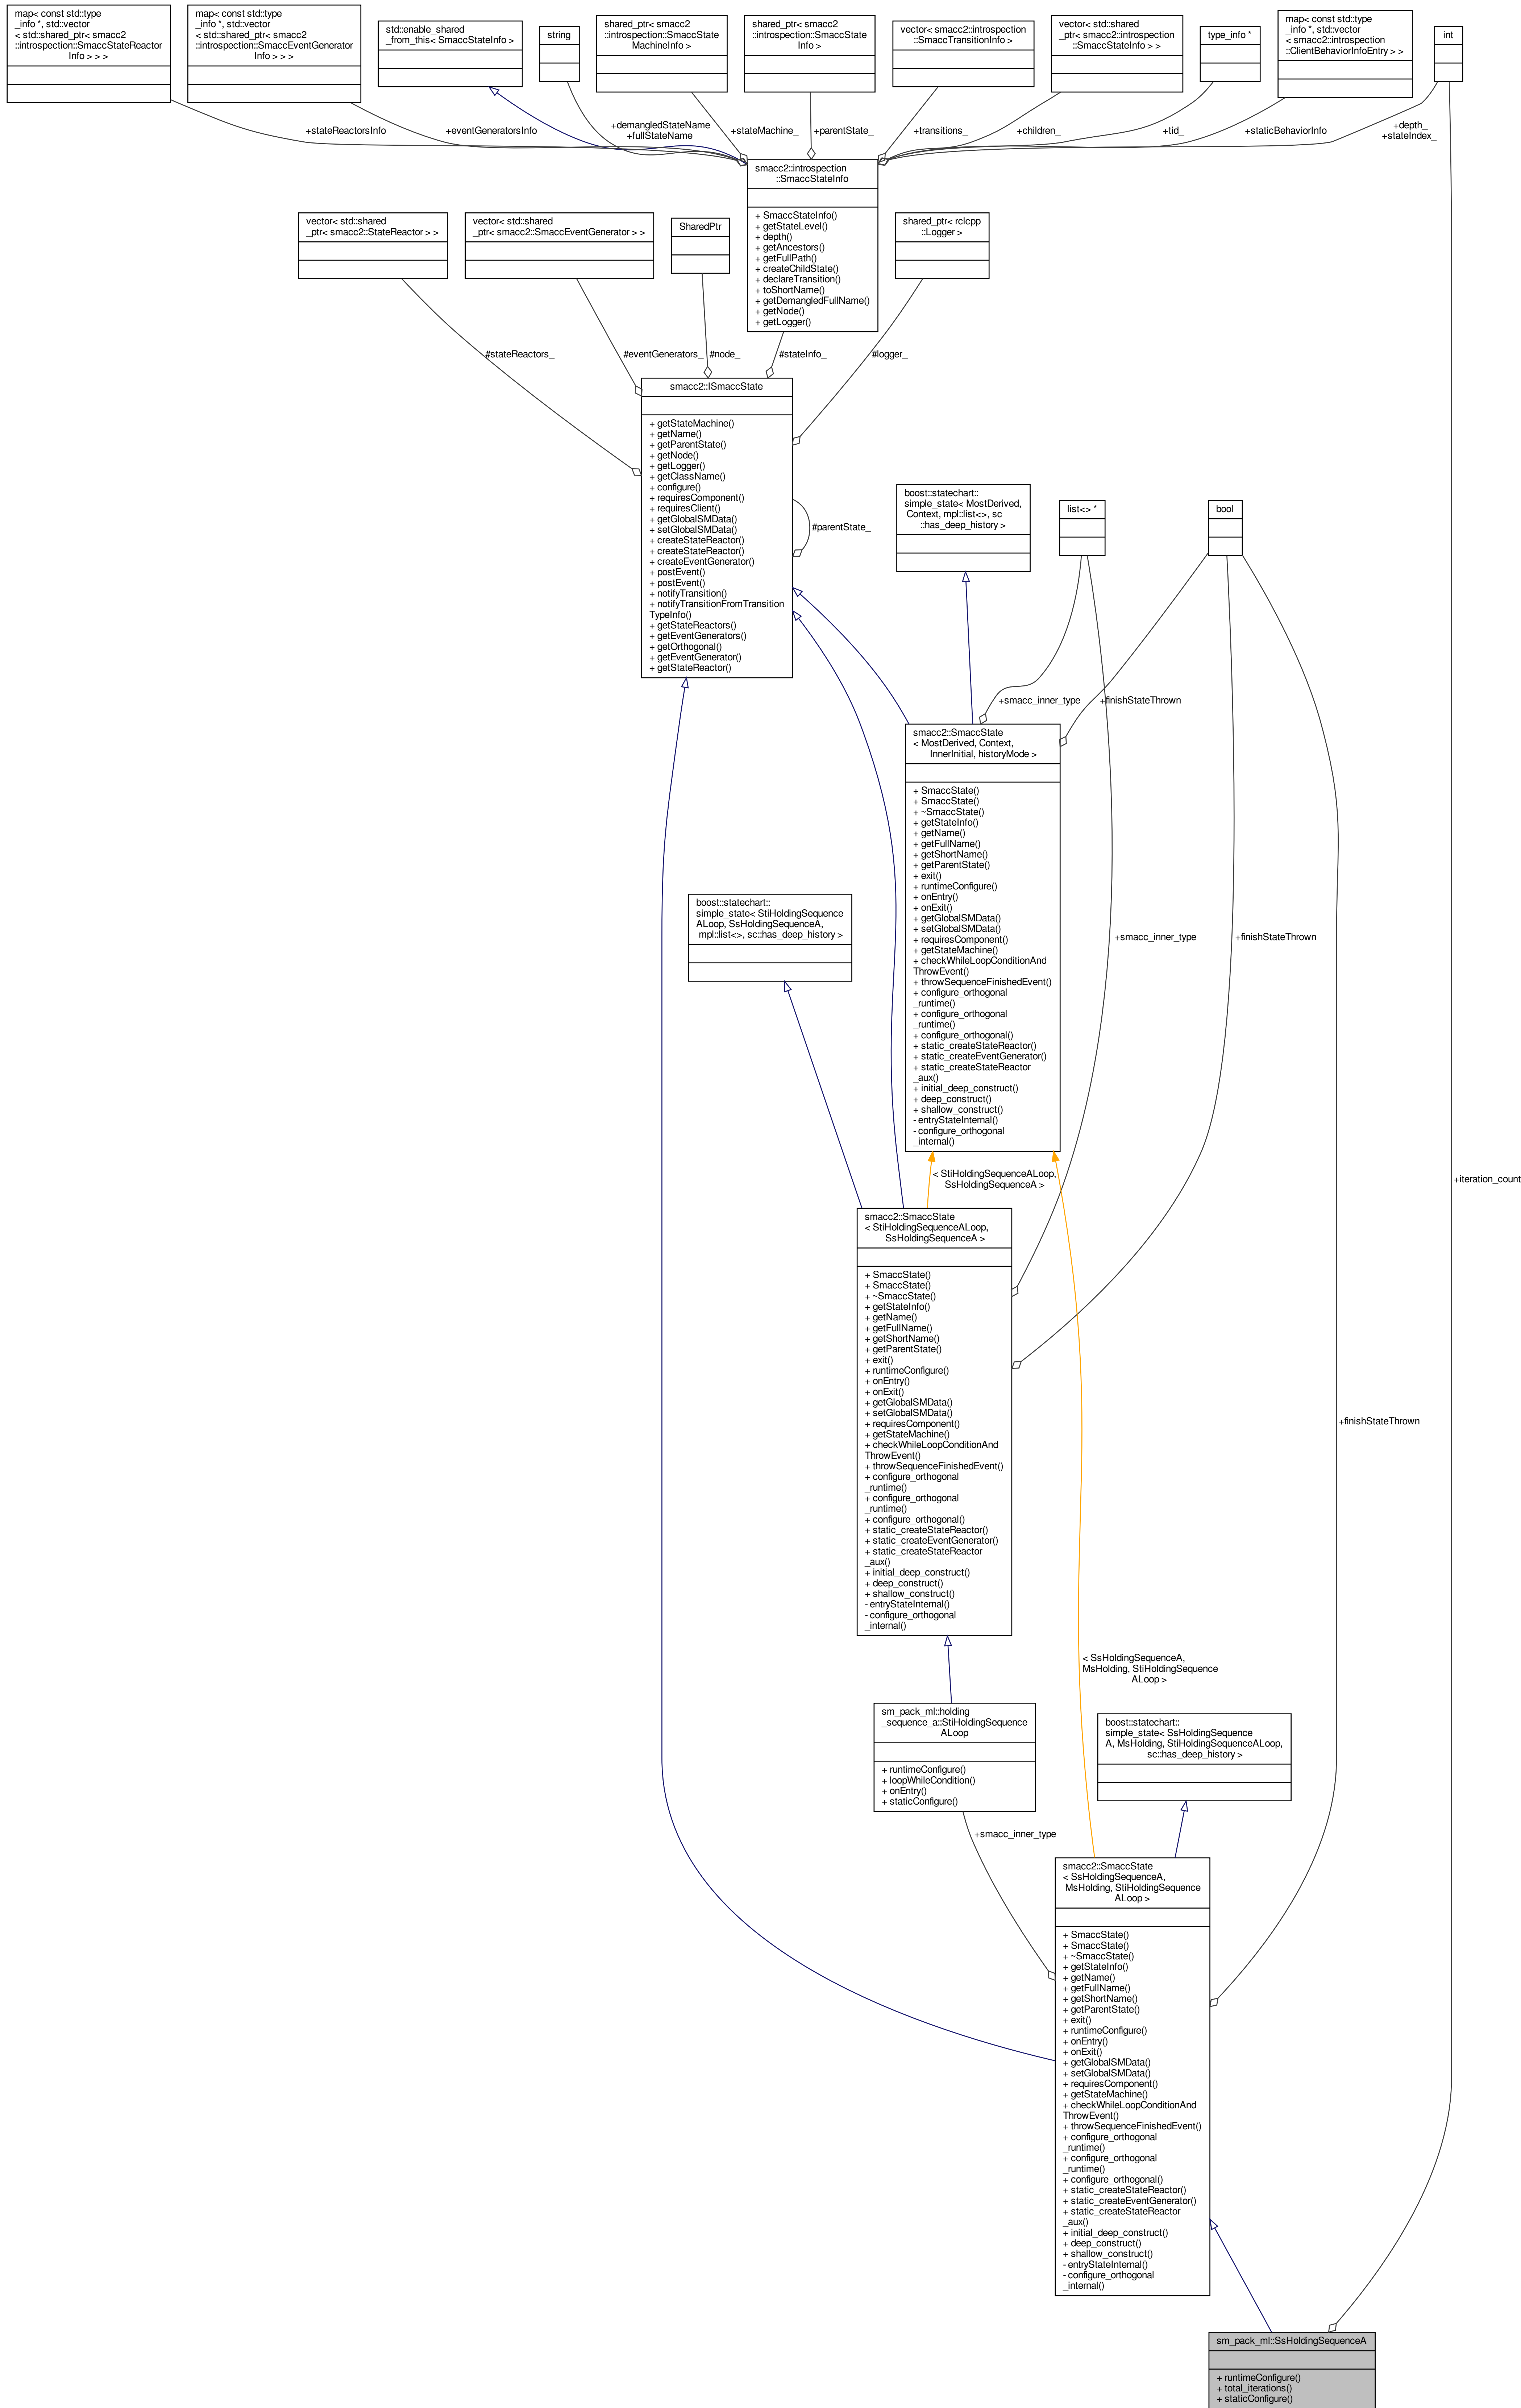 map< const std::type
_info *, std::vector
< std::shared_ptr< smacc2
::introspection::SmaccStateReactor
Info > > >
map< const std::type
_info *, std::vector
< std::shared_ptr< smacc2
::introspection::SmaccEventGenerator
Info > > >
std::enable_shared
_from_this< SmaccStateInfo >
string
shared_ptr< smacc2
::introspection::SmaccState
MachineInfo >
shared_ptr< smacc2
::introspection::SmaccState
Info >
vector< smacc2::introspection
::SmaccTransitionInfo >
vector< std::shared
_ptr< smacc2::introspection
::SmaccStateInfo > >
type_info *
map< const std::type
_info *, std::vector
< smacc2::introspection
::ClientBehaviorInfoEntry > >
int
+stateReactorsInfo
+eventGeneratorsInfo
+demangledStateName
+fullStateName
+stateMachine_
+parentState_
+transitions_
+children_
+tid_
+staticBehaviorInfo
+depth_
+stateIndex_
smacc2::introspection
::SmaccStateInfo
+ SmaccStateInfo()
+ getStateLevel()
+ depth()
+ getAncestors()
+ getFullPath()
+ createChildState()
+ declareTransition()
+ toShortName()
+ getDemangledFullName()
+ getNode()
+ getLogger()
vector< std::shared
_ptr< smacc2::StateReactor > >
vector< std::shared
_ptr< smacc2::SmaccEventGenerator > >
SharedPtr
shared_ptr< rclcpp
::Logger >
#stateReactors_
#eventGenerators_
#node_
#stateInfo_
#logger_
smacc2::ISmaccState
+ getStateMachine()
+ getName()
+ getParentState()
+ getNode()
+ getLogger()
+ getClassName()
+ configure()
+ requiresComponent()
+ requiresClient()
+ getGlobalSMData()
+ setGlobalSMData()
+ createStateReactor()
+ createStateReactor()
+ createEventGenerator()
+ postEvent()
+ postEvent()
+ notifyTransition()
+ notifyTransitionFromTransition
TypeInfo()
+ getStateReactors()
+ getEventGenerators()
+ getOrthogonal()
+ getEventGenerator()
+ getStateReactor()
#parentState_
boost::statechart::
simple_state< MostDerived,
Context, mpl::list<>, sc
::has_deep_history >
list<> *
bool
+smacc_inner_type
+finishStateThrown
smacc2::SmaccState
< MostDerived, Context,
InnerInitial, historyMode >
+ SmaccState()
+ SmaccState()
+ ~SmaccState()
+ getStateInfo()
+ getName()
+ getFullName()
+ getShortName()
+ getParentState()
+ exit()
+ runtimeConfigure()
+ onEntry()
+ onExit()
+ getGlobalSMData()
+ setGlobalSMData()
+ requiresComponent()
+ getStateMachine()
+ checkWhileLoopConditionAnd
ThrowEvent()
+ throwSequenceFinishedEvent()
+ configure_orthogonal
_runtime()
+ configure_orthogonal
_runtime()
+ configure_orthogonal()
+ static_createStateReactor()
+ static_createEventGenerator()
+ static_createStateReactor
_aux()
+ initial_deep_construct()
+ deep_construct()
+ shallow_construct()
- entryStateInternal()
- configure_orthogonal
_internal()
boost::statechart::
simple_state< StiHoldingSequence
ALoop, SsHoldingSequenceA,
mpl::list<>, sc::has_deep_history >
+smacc_inner_type
+finishStateThrown
< StiHoldingSequenceALoop,
SsHoldingSequenceA >
+iteration_count
smacc2::SmaccState
< StiHoldingSequenceALoop,
SsHoldingSequenceA >
+ SmaccState()
+ SmaccState()
+ ~SmaccState()
+ getStateInfo()
+ getName()
+ getFullName()
+ getShortName()
+ getParentState()
+ exit()
+ runtimeConfigure()
+ onEntry()
+ onExit()
+ getGlobalSMData()
+ setGlobalSMData()
+ requiresComponent()
+ getStateMachine()
+ checkWhileLoopConditionAnd
ThrowEvent()
+ throwSequenceFinishedEvent()
+ configure_orthogonal
_runtime()
+ configure_orthogonal
_runtime()
+ configure_orthogonal()
+ static_createStateReactor()
+ static_createEventGenerator()
+ static_createStateReactor
_aux()
+ initial_deep_construct()
+ deep_construct()
+ shallow_construct()
- entryStateInternal()
- configure_orthogonal
_internal()
+finishStateThrown
< SsHoldingSequenceA,
MsHolding, StiHoldingSequence
ALoop >
sm_pack_ml::holding
_sequence_a::StiHoldingSequence
ALoop
+ runtimeConfigure()
+ loopWhileCondition()
+ onEntry()
+ staticConfigure()
boost::statechart::
simple_state< SsHoldingSequence
A, MsHolding, StiHoldingSequenceALoop,
sc::has_deep_history >
+smacc_inner_type
smacc2::SmaccState
< SsHoldingSequenceA,
MsHolding, StiHoldingSequence
ALoop >
+ SmaccState()
+ SmaccState()
+ ~SmaccState()
+ getStateInfo()
+ getName()
+ getFullName()
+ getShortName()
+ getParentState()
+ exit()
+ runtimeConfigure()
+ onEntry()
+ onExit()
+ getGlobalSMData()
+ setGlobalSMData()
+ requiresComponent()
+ getStateMachine()
+ checkWhileLoopConditionAnd
ThrowEvent()
+ throwSequenceFinishedEvent()
+ configure_orthogonal
_runtime()
+ configure_orthogonal
_runtime()
+ configure_orthogonal()
+ static_createStateReactor()
+ static_createEventGenerator()
+ static_createStateReactor
_aux()
+ initial_deep_construct()
+ deep_construct()
+ shallow_construct()
- entryStateInternal()
- configure_orthogonal
_internal()
sm_pack_ml::SsHoldingSequenceA
+ runtimeConfigure()
+ total_iterations()
+ staticConfigure()